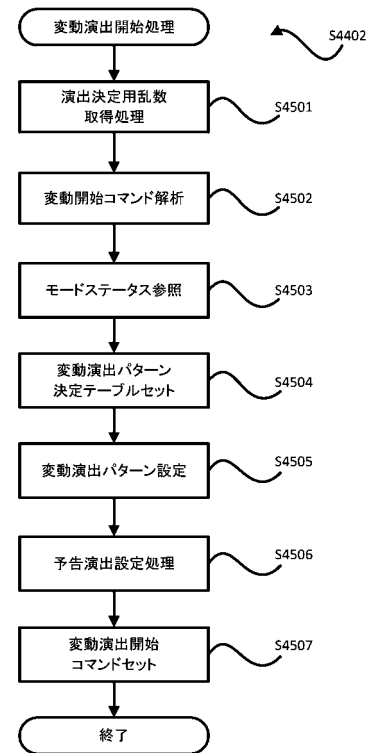 変動演出開始処理
S4402
演出決定用乱数
取得処理
S4501
変動開始コマンド解析
S4502
モードステータス参照
S4503
変動演出パターン
決定テーブルセット
S4504
変動演出パターン設定
S4505
予告演出設定処理
S4506
変動演出開始
コマンドセット
S4507
終了